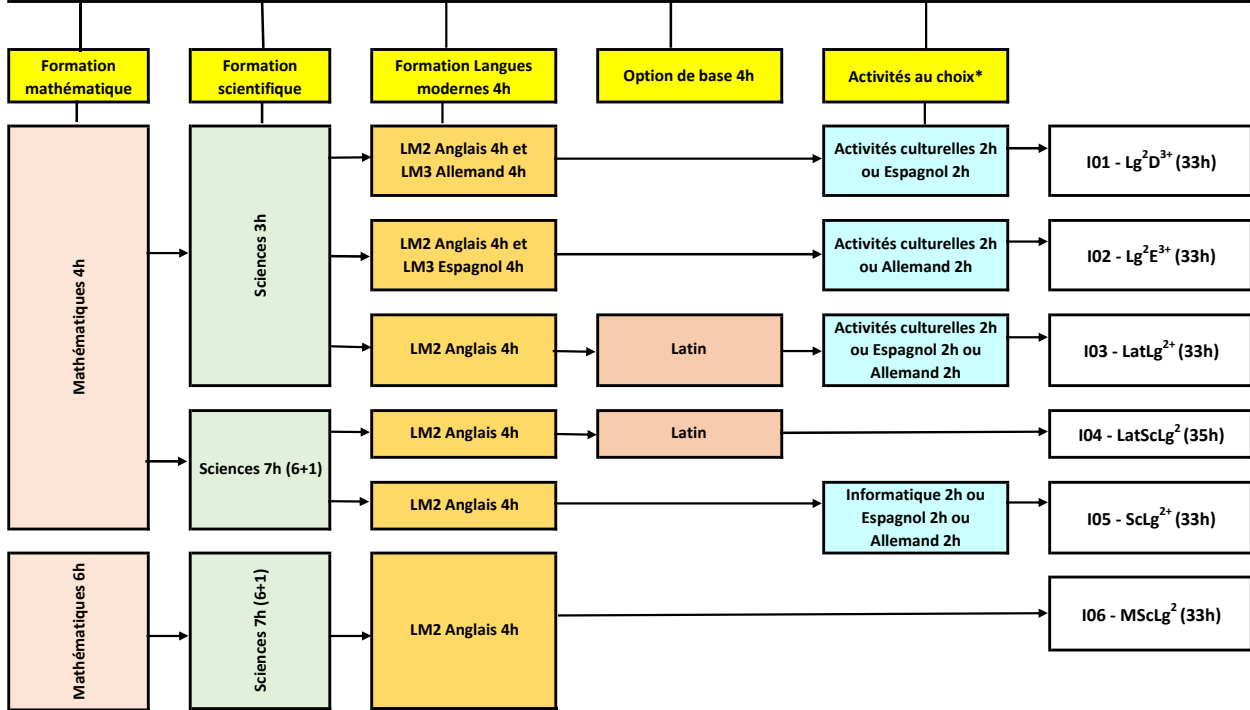 Formation
mathématique
Formation
scientifique
Formation Langues
modernes 4h
Option de base 4h
Activités au choix*
Mathématiques 4h
Sciences 3h
LM2 Anglais 4h et
LM3 Allemand 4h
Activités culturelles 2h
ou Espagnol 2h
I01 - Lg²D³⁺ (33h)
LM2 Anglais 4h et
LM3 Espagnol 4h
Activités culturelles 2h
ou Allemand 2h
I02 - Lg²E³⁺ (33h)
LM2 Anglais 4h
Latin
Activités culturelles 2h
ou Espagnol 2h ou
Allemand 2h
I03 - LatLg²⁺ (33h)
Sciences 7h (6+1)
LM2 Anglais 4h
Latin
I04 - LatScLg² (35h)
LM2 Anglais 4h
Informatique 2h ou
Espagnol 2h ou
Allemand 2h
I05 - ScLg²⁺ (33h)
Mathématiques 6h
Sciences 7h (6+1)
LM2 Anglais 4h
I06 - MScLg² (33h)